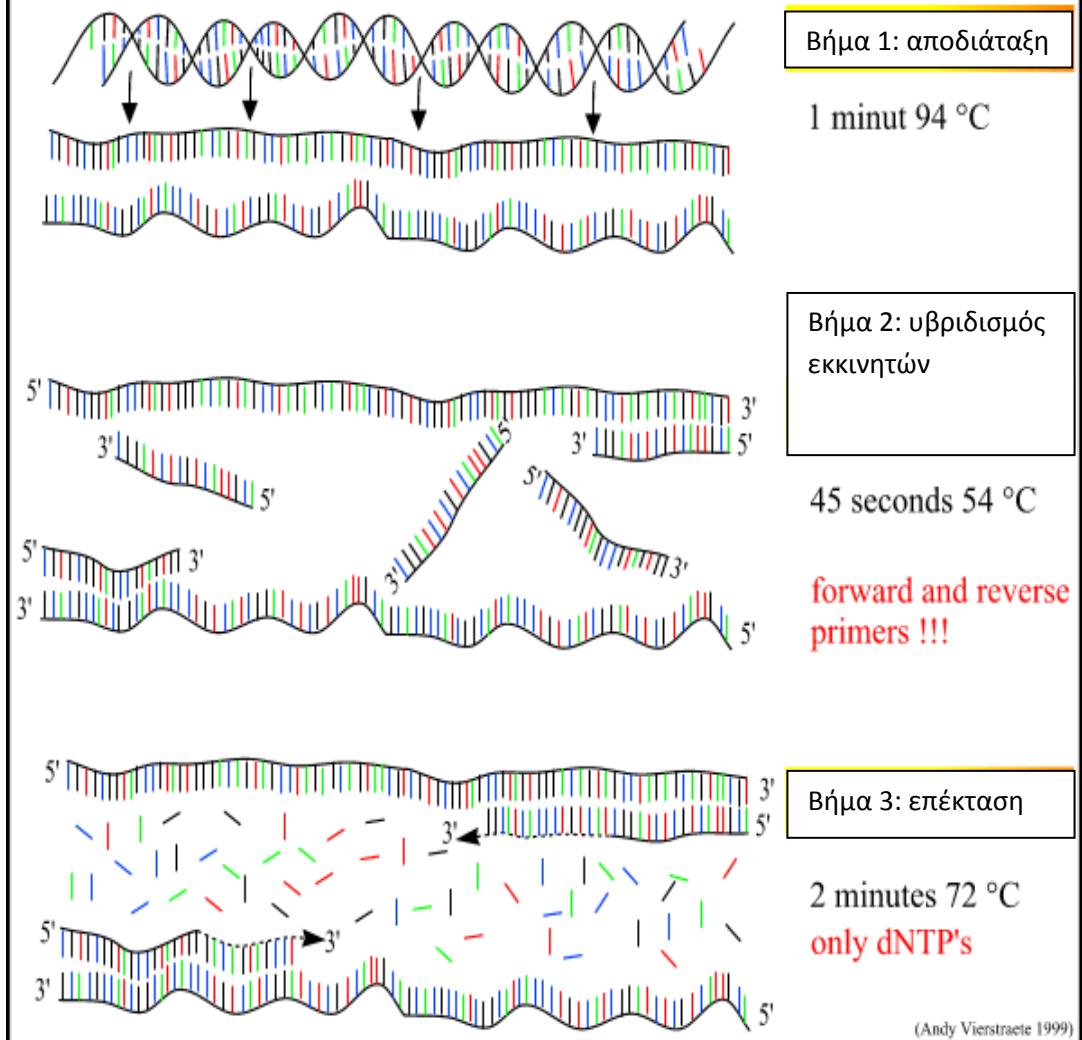 Βήμα 1: αποδιάταξη
1 minut 94 °C
Βήμα 2: υβριδισμός
εκκινητών
5'
3'
3'
5'
3'
5'
5'
5'
3'
5'
3'
3'
3'
5'
45 seconds 54 °C
forward and reverse
primers !!!
5'
3'
Βήμα 3: επέκταση
3'
5'
2 minutes 72 °C
only dNTP's
5'
3'
3'
5'
(Andy Vierstraete 1999)